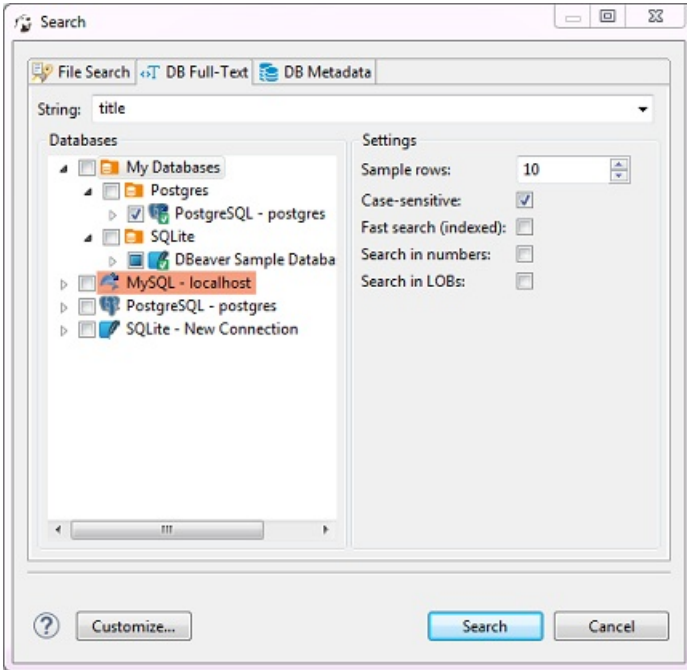 Search
File Search DB Full-Text DB Metadata
String: title
Databases
My Databases
Postgres
PostgreSQL - postgres
SQLite
DBeaver Sample Databa
MySQL - localhost
PostgreSQL - postgres
SQLite - New Connection
Settings
Sample rows: 10
Case-sensitive:
Fast search (indexed):
Search in numbers:
Search in LOBs:
Customize... Search Cancel